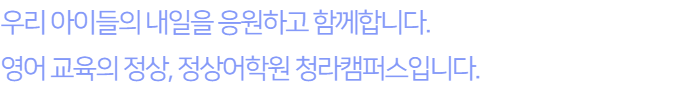 우리 아이들의 내일을 응원하고 함께합니다.
영어 교육의 정상, 정상어학원 청라캠퍼스입니다.